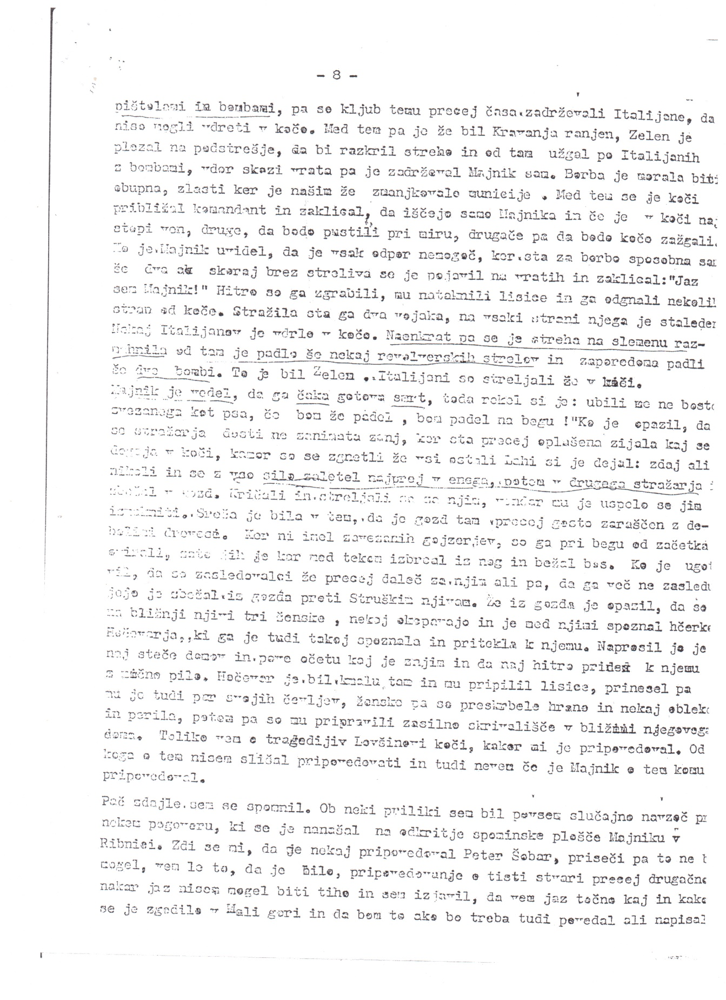 - 8 -
pištolami in bombami, pa so kljub temu precej časa zadrževali Italijane, da
niso mogli vdreti v kočo. Med tem pa je že bil Kravanja ranjen, Zelen je
plezal na podstrešje, da bi razkril streho in od tam užgal po Italijanih
z bombami, vdor skozi vrata pa je zadrževal Majnik sam. Borba je morala biti
obupna, zlasti ker je našim že zmanjkovalo municije . Med tem se je koči
približal komandant in zaklical, da iščejo samo Majnika in če je v koči naj
stopi von, druge, da bodo pustili pri miru, drugače pa da bodo kočo zažgali.
Ko je Majnik uvidel, da je vsak odpor nemogoč, ker sta za borbo sposobna sam
še dva ak skoraj brez streliva se je pojavil na vratih in zaklical:"Jaz
sem Majnik!" Hitro so ga zgrabili, mu nataknili lisice in ga odgnali nekoli
stran od koče. Stražila sta ga dva vojaka, na vsaki strani njega je staleden
Nekaj Italijanov je vdrlo v kočo. Naenkrat pa se je streha na slemenu raz-
mahnila od tam je padlo še nekaj revolverskih strelov in zaporedoma padli
še dve bombi. To je bil Zelen . Italijani so streljali že v koči.
Majnik je vedel, da ga čaka gotova smrt, toda rekel si je: ubili me ne boste
zvezanega kot psa, če bom že padel , bom padel na begu !"Ko je opazil, da
se stražarja dosti ne zanimata zanj, ker sta precej oplašena zijala kaj se
dogaja v koči, kamor so se zgnetli že vsi ostali Lahi si je dejal: zdaj ali
nikoli in se z vso silo zaletel najprej v enega, potem v drugega stražarja i
zbežal v gozd. Kričali in streljali so za njim, vendar mu je uspelo se jim
izmakniti. Sreča je bila v tem, da je gozd tam precej gosto zaraščen z de-
belimi drevesi. Ker ni imel zavezanih gojzerjev, so ga pri begu od začetka
ovirali, zato jih je kar med tekom izbrcal iz nog in bežal bos. Ko je ugot
vil, da so zasledovalci že precej daleč za njim ali pa, da ga več ne zasledu
jejo je zbežal iz gozda proti Struškim njivam. Že iz gozda je opazil, da so
na bližnji njivi tri ženske , nekaj okopavajo in je med njimi spoznal hčerko
Hočevarja, ki ga je tudi takoj spoznala in pritekla k njemu. Naprosil jo je
naj steče domov in pove očetu kaj je znjim in da naj hitro pride k njemu
z ročno pilo. Hočevar je bil kmalu tam in mu pripilil lisice, prinesel pa
mu je tudi par svojih čevljev, ženske pa so preskrbele hrano in nekaj obleke
in perila, potem pa so mu pripravili zasilno skrivališče v bližini njegovega
doma. Toliko vem o tragedijiv Lovšinovi koči, kakor mi je pripovedoval. Od
koga o tem nisem slišal pripovedovati in tudi nevem če je Majnik o tem komu
pripovedoval.
Pač zdajle sem se spomnil. Ob neki priliki sem bil povsem slučajno navzoč pr
nekem pogovoru, ki se je nanašal na odkritje spominske plošče Majniku v
Ribnici. Zdi se mi, da je nekaj pripovedoval Peter Šobar, priseči pa to ne b
mogel, vem le to, da je bilo, pripovedovanje o tisti stvari precej drugačno
nakar jaz nisem mogel biti tiho in sem izjavil, da vem jaz točno kaj in kako
se je zgodilo v Mali gori in da bom to ako bo treba tudi povedal ali napisal